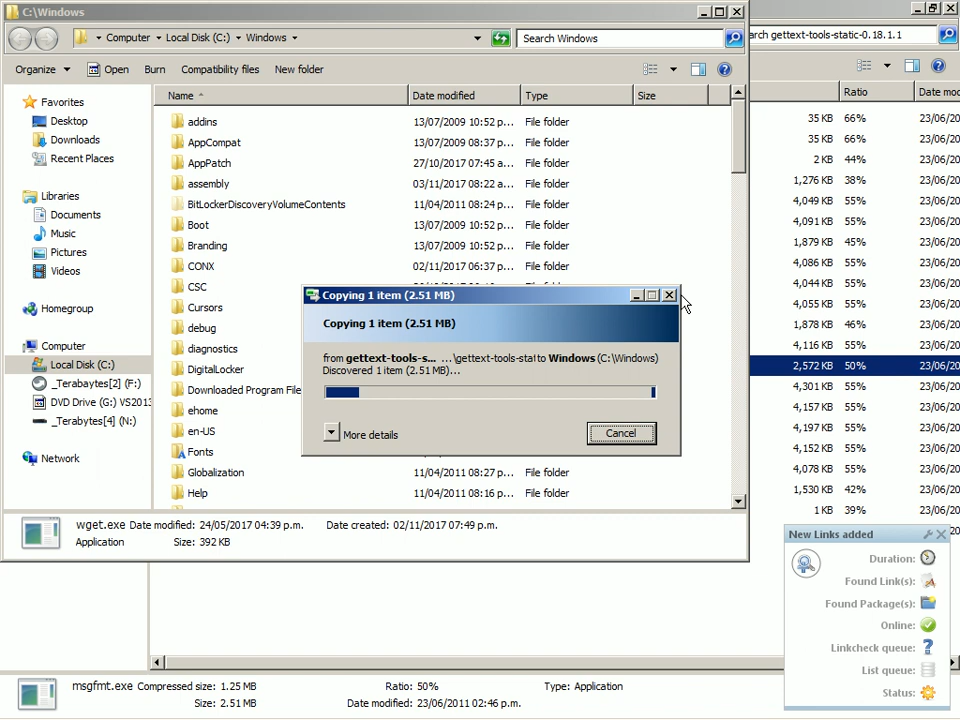 C:\Windows
Computer Local Disk (C:) Windows
Search Windows
arch gettext-tools-static-0.18.1.1
Organize Open Burn Compatibility files New folder
Name Date modified Type Size
Ratio Date mo
Favorites
Desktop
Downloads
Recent Places
Libraries
Documents
Music
Pictures
Videos
Homegroup
Computer
Local Disk (C:)
_Terabytes[2] (F:)
DVD Drive (G:) VS2013
_Terabytes[4] (N:)
Network
addins 13/07/2009 10:52 p... File folder
AppCompat 13/07/2009 08:37 p... File folder
AppPatch 27/10/2017 07:45 a... File folder
assembly 03/11/2017 08:22 a... File folder
BitLockerDiscoveryVolumeContents 11/04/2011 08:24 p... File folder
Boot 13/07/2009 10:52 p... File folder
Branding 13/07/2009 10:52 p... File folder
CONX 02/11/2017 06:37 p... File folder
CSC
Cursors
debug
diagnostics
DigitalLocker
Downloaded Program File
ehome
en-US
Fonts
Globalization 11/04/2011 08:27 p... File folder
Help 11/04/2011 08:16 p... File folder
35 KB 66% 23/06/20
35 KB 66% 23/06/20
2 KB 44% 23/06/20
1,276 KB 38% 23/06/20
4,049 KB 55% 23/06/20
4,091 KB 55% 23/06/20
1,879 KB 45% 23/06/20
4,086 KB 55% 23/06/20
4,044 KB 55% 23/06/20
4,055 KB 55% 23/06/20
1,878 KB 46% 23/06/20
4,116 KB 55% 23/06/20
2,572 KB 50% 23/06/20
4,301 KB 55% 23/06/20
4,157 KB 55% 23/06/20
4,197 KB 55% 23/06/20
4,152 KB 55% 23/06/20
4,078 KB 55% 23/06/20
1,530 KB 42% 23/06/20
1 KB 39% 23/06/20
Copying 1 item (2.51 MB)
Copying 1 item (2.51 MB)
from gettext-tools-s... ...\gettext-tools-stat to Windows (C:\Windows)
Discovered 1 item (2.51 MB)...
More details
Cancel
wget.exe Date modified: 24/05/2017 04:39 p.m. Date created: 02/11/2017 07:49 p.m.
Application Size: 392 KB
New Links added
Duration:
Found Link(s):
Found Package(s):
Online:
Linkcheck queue:
List queue:
Status:
msgfmt.exe Compressed size: 1.25 MB Ratio: 50% Type: Application
Size: 2.51 MB Date modified: 23/06/2011 02:46 p.m.